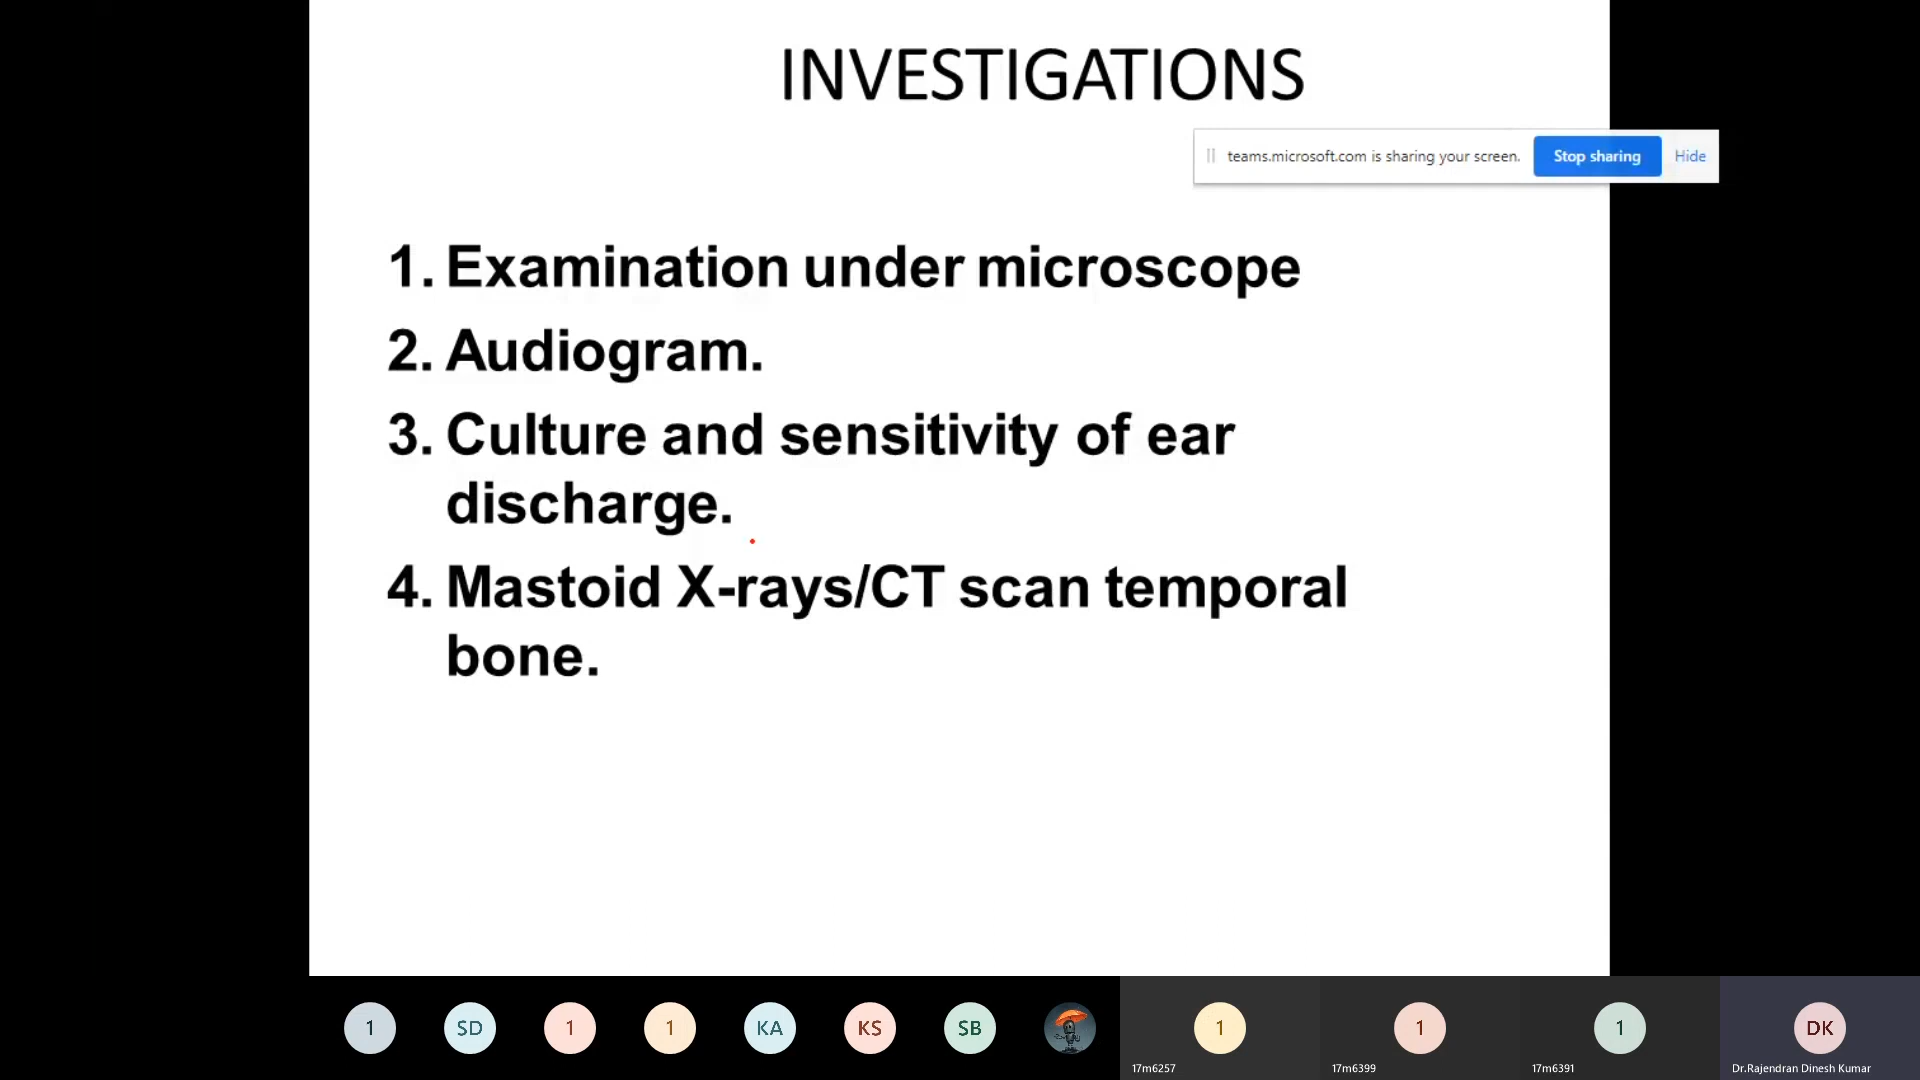 INVESTIGATIONS
teams.microsoft.com is sharing your screen. Stop sharing Hide
1. Examination under microscope
2. Audiogram.
3. Culture and sensitivity of ear
discharge.
4. Mastoid X-rays/CT scan temporal
bone.
1 SD 1 1 KA KS SB 1 1 1 DK
17m6257 17m6399 17m6391 Dr.Rajendran Dinesh Kumar